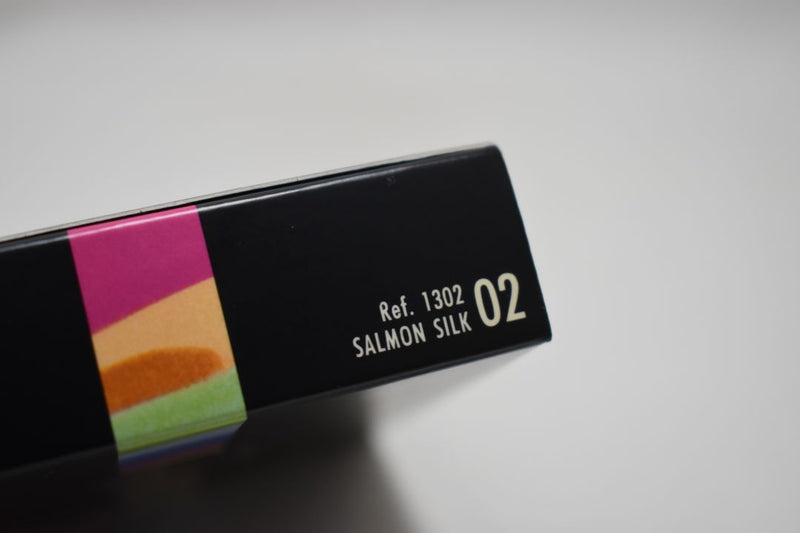 Ref. 1302
SALMON SILK 02